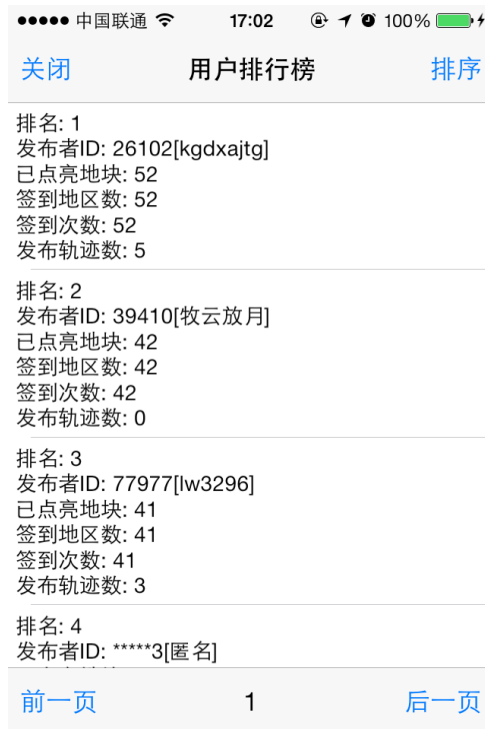 中国联通 17:02 100%
关闭 用户排行榜 排序
排名: 1
发布者ID: 26102[kgdxajtg]
已点亮地块: 52
签到地区数: 52
签到次数: 52
发布轨迹数: 5
排名: 2
发布者ID: 39410[牧云放月]
已点亮地块: 42
签到地区数: 42
签到次数: 42
发布轨迹数: 0
排名: 3
发布者ID: 77977[lw3296]
已点亮地块: 41
签到地区数: 41
签到次数: 41
发布轨迹数: 3
排名: 4
发布者ID: *****3[匿名]
前一页 1 后一页